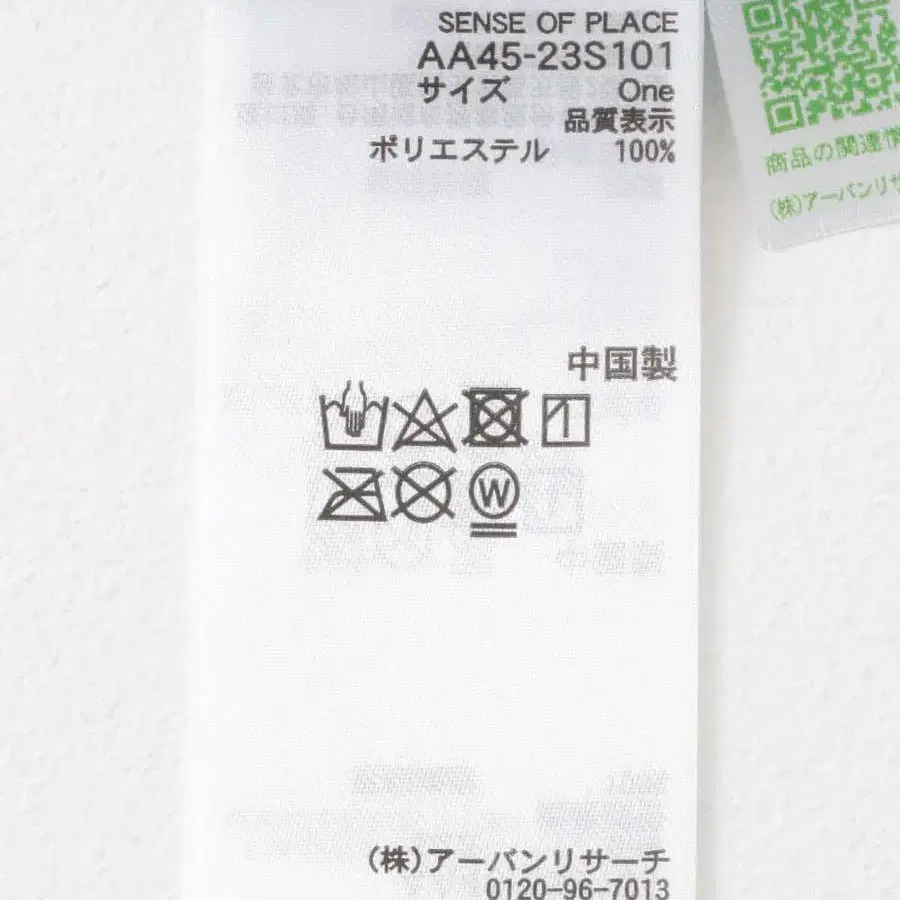 SENSE OF PLACE
AA45-23S101
サイズ One
品質表示
ポリエステル 100%
中国製
W
(株)アーバンリサーチ
0120-96-7013
商品の関連情
(株)アーバンリサ